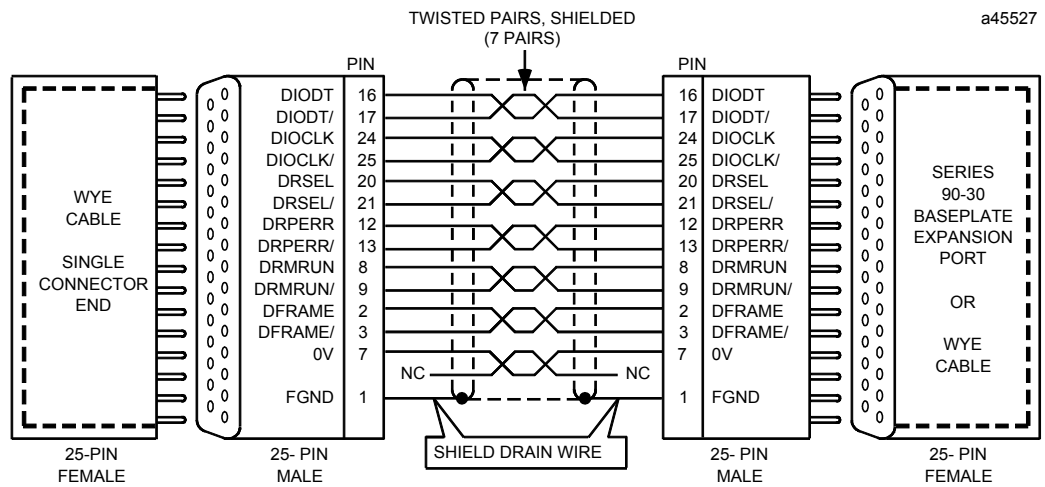 TWISTED PAIRS, SHIELDED
(7 PAIRS)
a45527
PIN
PIN
DIODT 16
16 DIODT
DIODT/ 17
17 DIODT/
DIOCLK 24
24 DIOCLK
DIOCLK/ 25
25 DIOCLK/
DRSEL 20
20 DRSEL
DRSEL/ 21
21 DRSEL/
DRPERR 12
12 DRPERR
DRPERR/ 13
13 DRPERR/
DRMRUN 8
8 DRMRUN
DRMRUN/ 9
9 DRMRUN/
DFRAME 2
2 DFRAME
DFRAME/ 3
3 DFRAME/
0V 7
7 0V
NC
NC
FGND 1
1 FGND
WYE
CABLE
SINGLE
CONNECTOR
END
SERIES
90-30
BASEPLATE
EXPANSION
PORT
OR
WYE
CABLE
SHIELD DRAIN WIRE
25-PIN
FEMALE
25- PIN
MALE
25- PIN
MALE
25- PIN
FEMALE